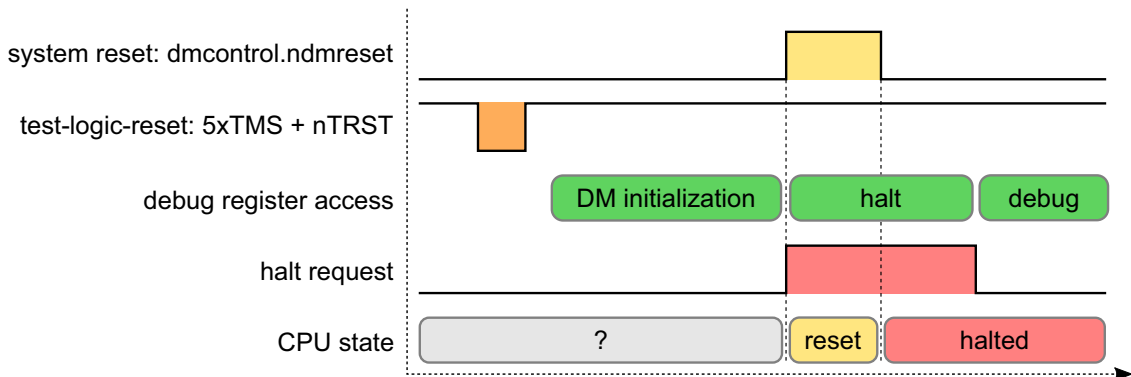 system reset: dmcontrol.ndmreset
test-logic-reset: 5xTMS + nTRST
debug register access
DM initialization
halt
debug
halt request
CPU state
?
reset
halted